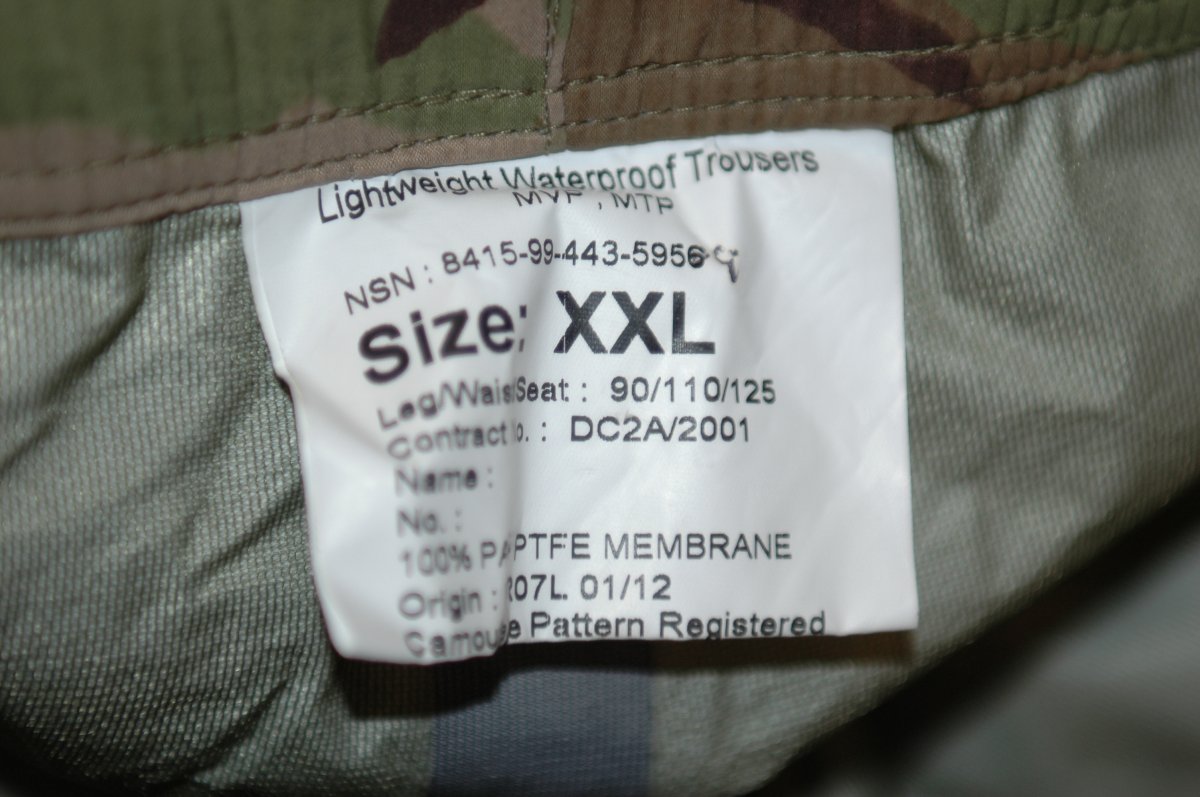 Lightweight Waterproof Trousers
MVP, MTP
NSN : 8415-99-443-5956
Size: XXL
Leg/Waist/Seat : 90/110/125
Contract o. : DC2A/2001
Name :
No. :
100% PA PTFE MEMBRANE
Origin : R07L. 01/12
Camou e Pattern Registered